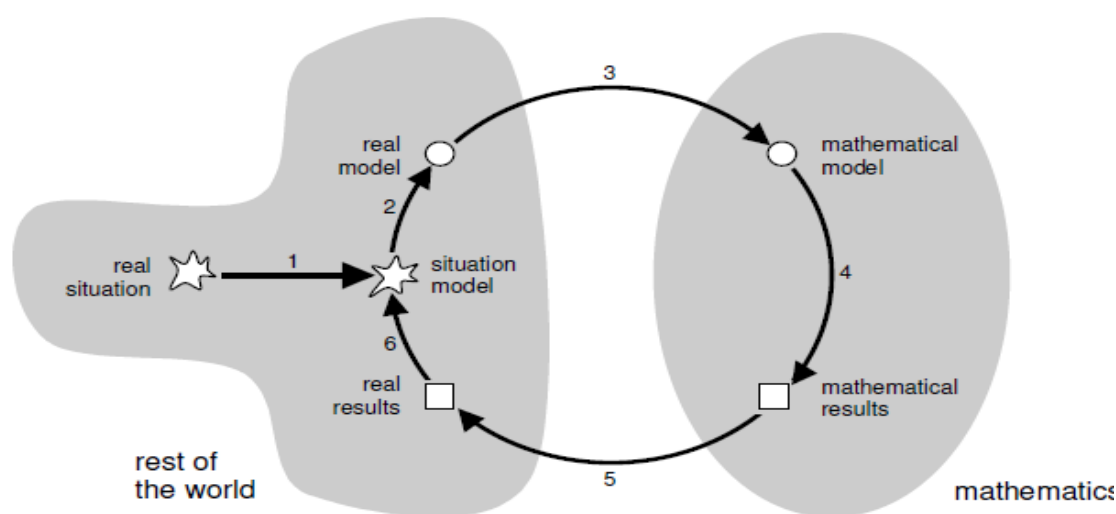 3
real
model
mathematical
model
2
real
situation
1
situation
model
4
6
real
results
mathematical
results
5
rest of
the world
mathematics